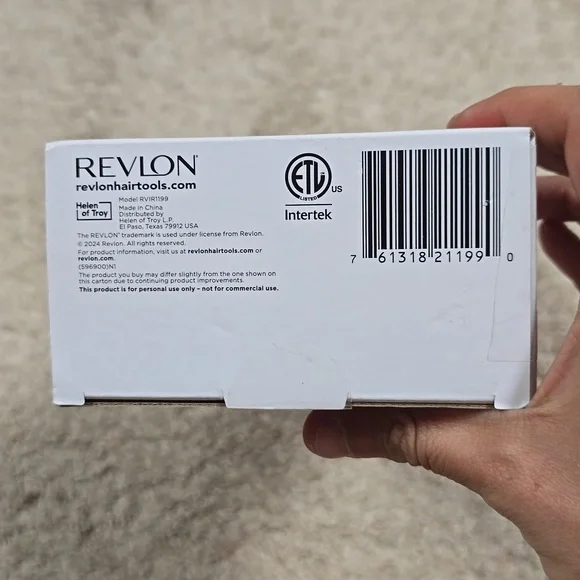 REVLON®
revlonhairtools.com
Helen
of Troy
Model RVIR1199
Made in China
Distributed by
Helen of Troy L.P.
El Paso, Texas 79912 USA
The REVLON® trademark is used under license from Revlon.
© 2024 Revlon. All rights reserved.
For product information, visit us at revlonhairtools.com or
revlon.com.
(596900)N1
The product you buy may differ slightly from the one shown on
this carton due to continuing product improvements.
This product is for personal use only – not for commercial use.
ETL
LISTED
US
Intertek
7 61318 21199 0